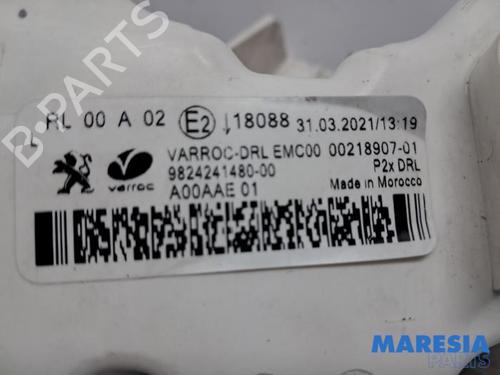 B-PARTS
RL 00 A 02 E2 18088 31.03.2021/13:19
L
VARROC-DRL EMC00 00218907-01
varroc
9824241480-00 P2x DRL
A00AAE 01 Made in Morocco
MARESIA
PARTS